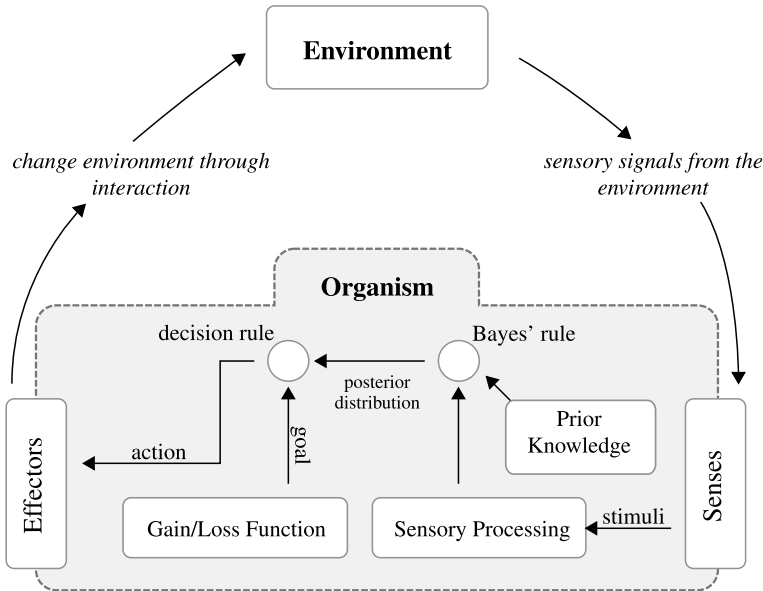 Environment
change environment through
interaction
sensory signals from the
environment
Organism
decision rule
Bayes’ rule
posterior
distribution
Prior
Knowledge
goal
action
Effectors
Senses
Gain/Loss Function
Sensory Processing
stimuli